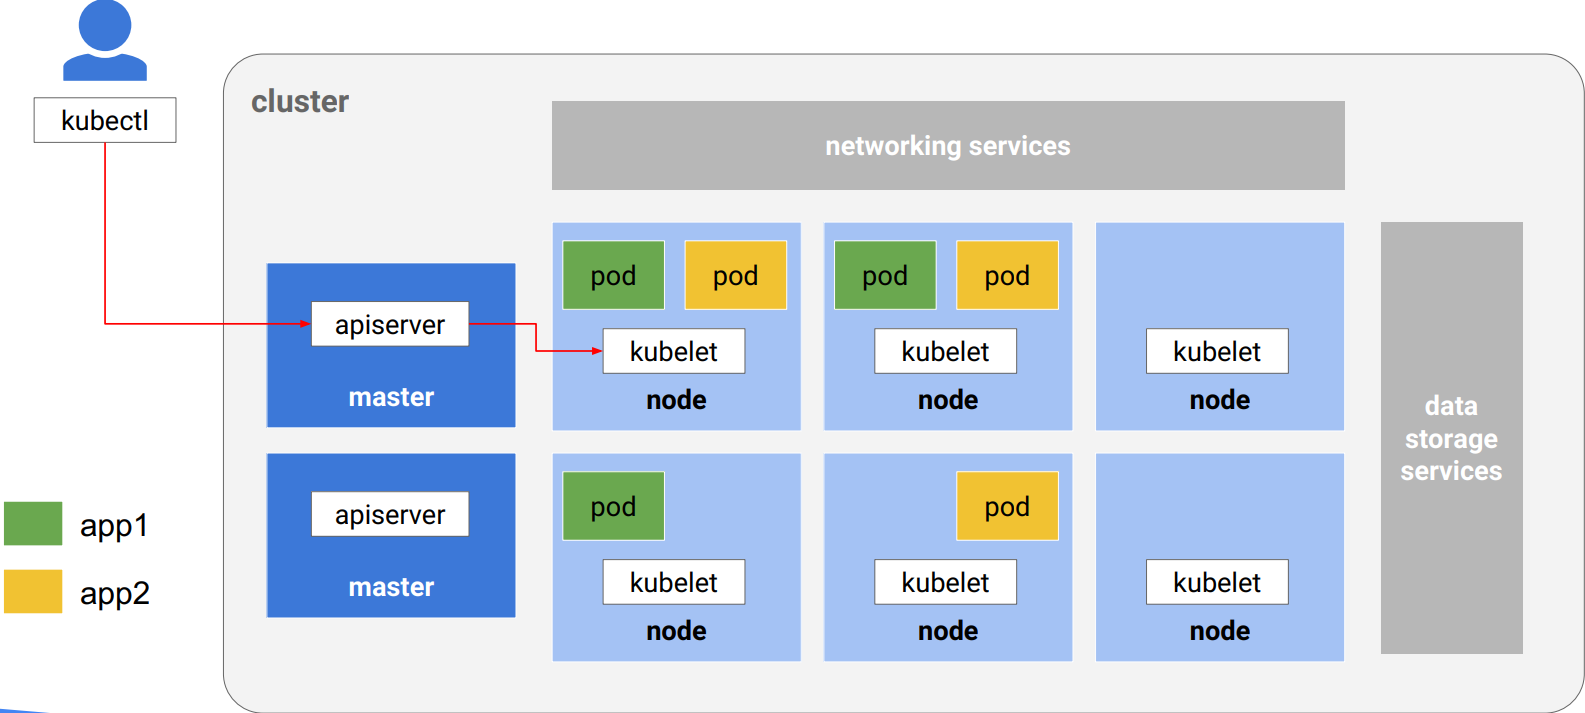 kubectl
cluster
networking services
pod
pod
kubelet
node
pod
pod
kubelet
node
kubelet
node
apiserver
master
data
storage
services
apiserver
master
pod
kubelet
node
pod
kubelet
node
kubelet
node
app1
app2